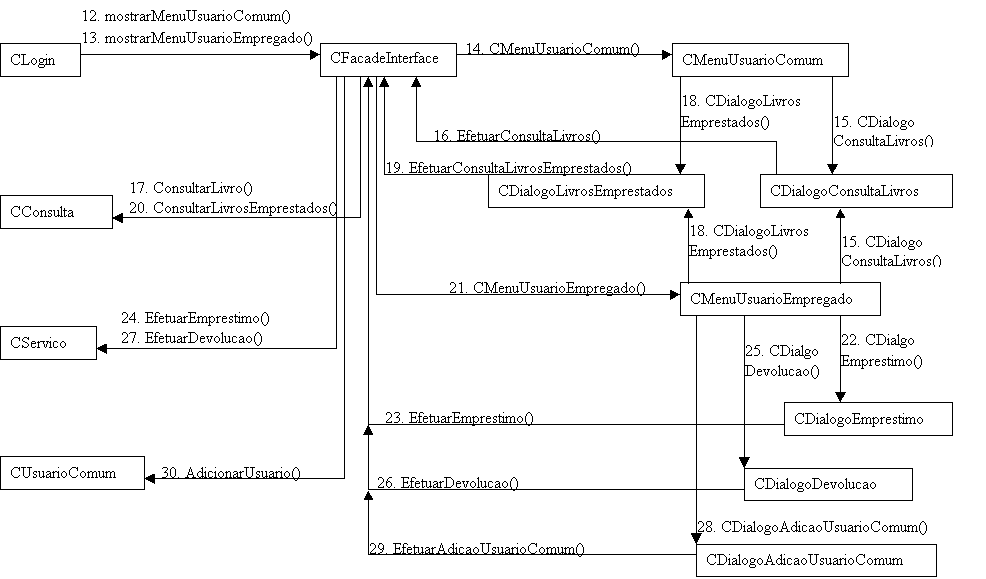 12. mostrarMenuUsuarioComum()
13. mostrarMenuUsuarioEmpregado()
14. CMenuUsuarioComum()
CLogin
CFacadeInterface
CMenuUsuarioComum
18. CDialogoLivros
Emprestados()
15. CDialogo
ConsultaLivros()
16. EfetuarConsultaLivros()
19. EfetuarConsultaLivrosEmprestados()
17. ConsultarLivro()
20. ConsultarLivrosEmprestados()
CConsulta
CDialogoLivrosEmprestados
CDialogoConsultaLivros
18. CDialogoLivros
Emprestados()
15. CDialogo
ConsultaLivros()
21. CMenuUsuarioEmpregado()
CMenuUsuarioEmpregado
24. EfetuarEmprestimo()
27. EfetuarDevolucao()
CServico
25. CDialgo
Devolucao()
22. CDialgo
Emprestimo()
23. EfetuarEmprestimo()
CDialogoEmprestimo
CUsuarioComum
30. AdicionarUsuario()
26. EfetuarDevolucao()
CDialogoDevolucao
28. CDialogoAdicaoUsuarioComum()
29. EfetuarAdicaoUsuarioComum()
CDialogoAdicaoUsuarioComum